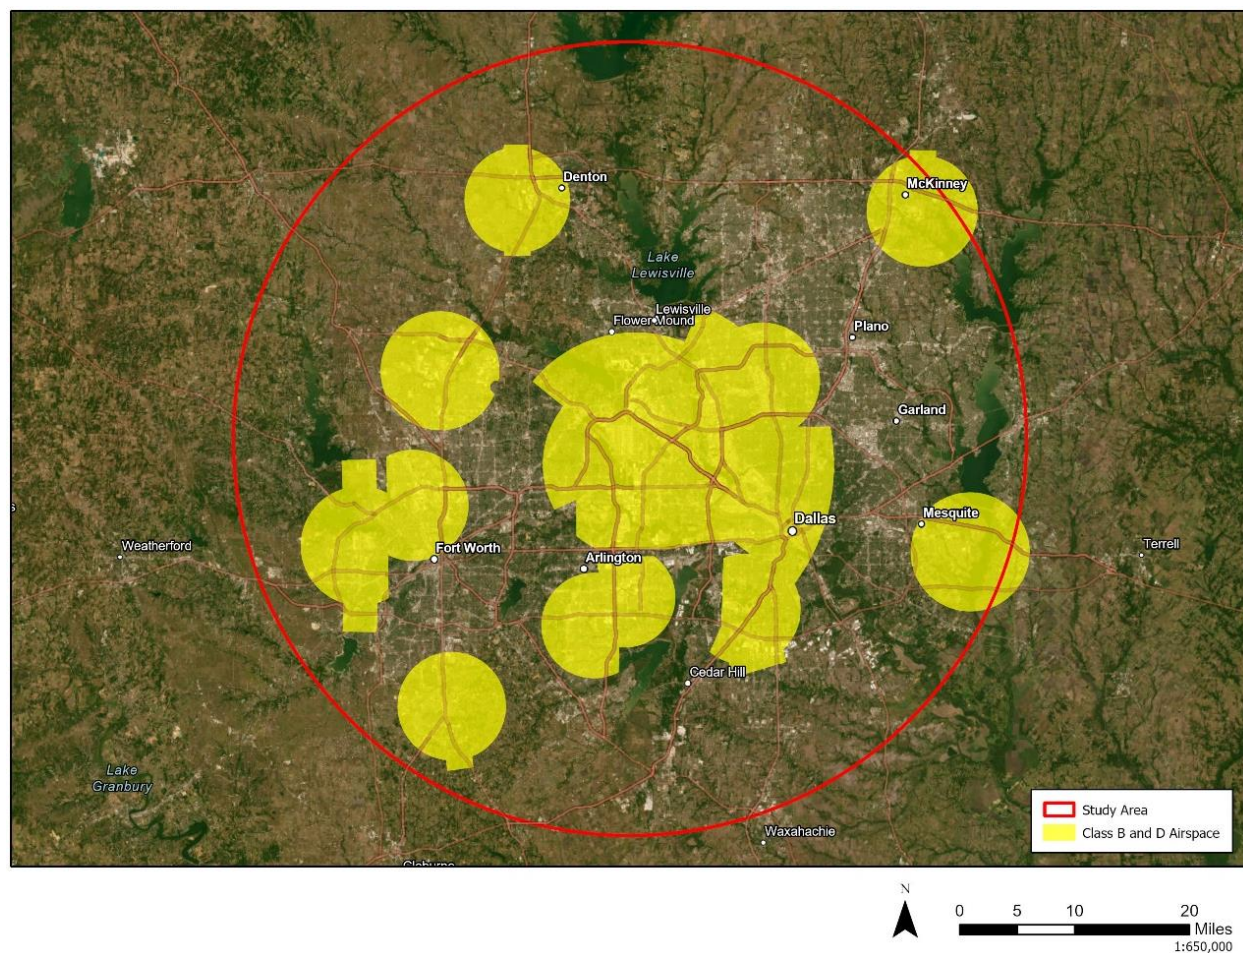 Denton
McKinney
Lake
Lewisville
Lewisville
Flower Mound
Plano
Garland
s
Mesquite
Dallas
Weatherford
Fort Worth
Arlington
Terrell
Cedar Hill
Lake
Granbury
Waxahachie
Cleburne
Study Area
Class B and D Airspace
N
0 5 10 20
Miles
1:650,000